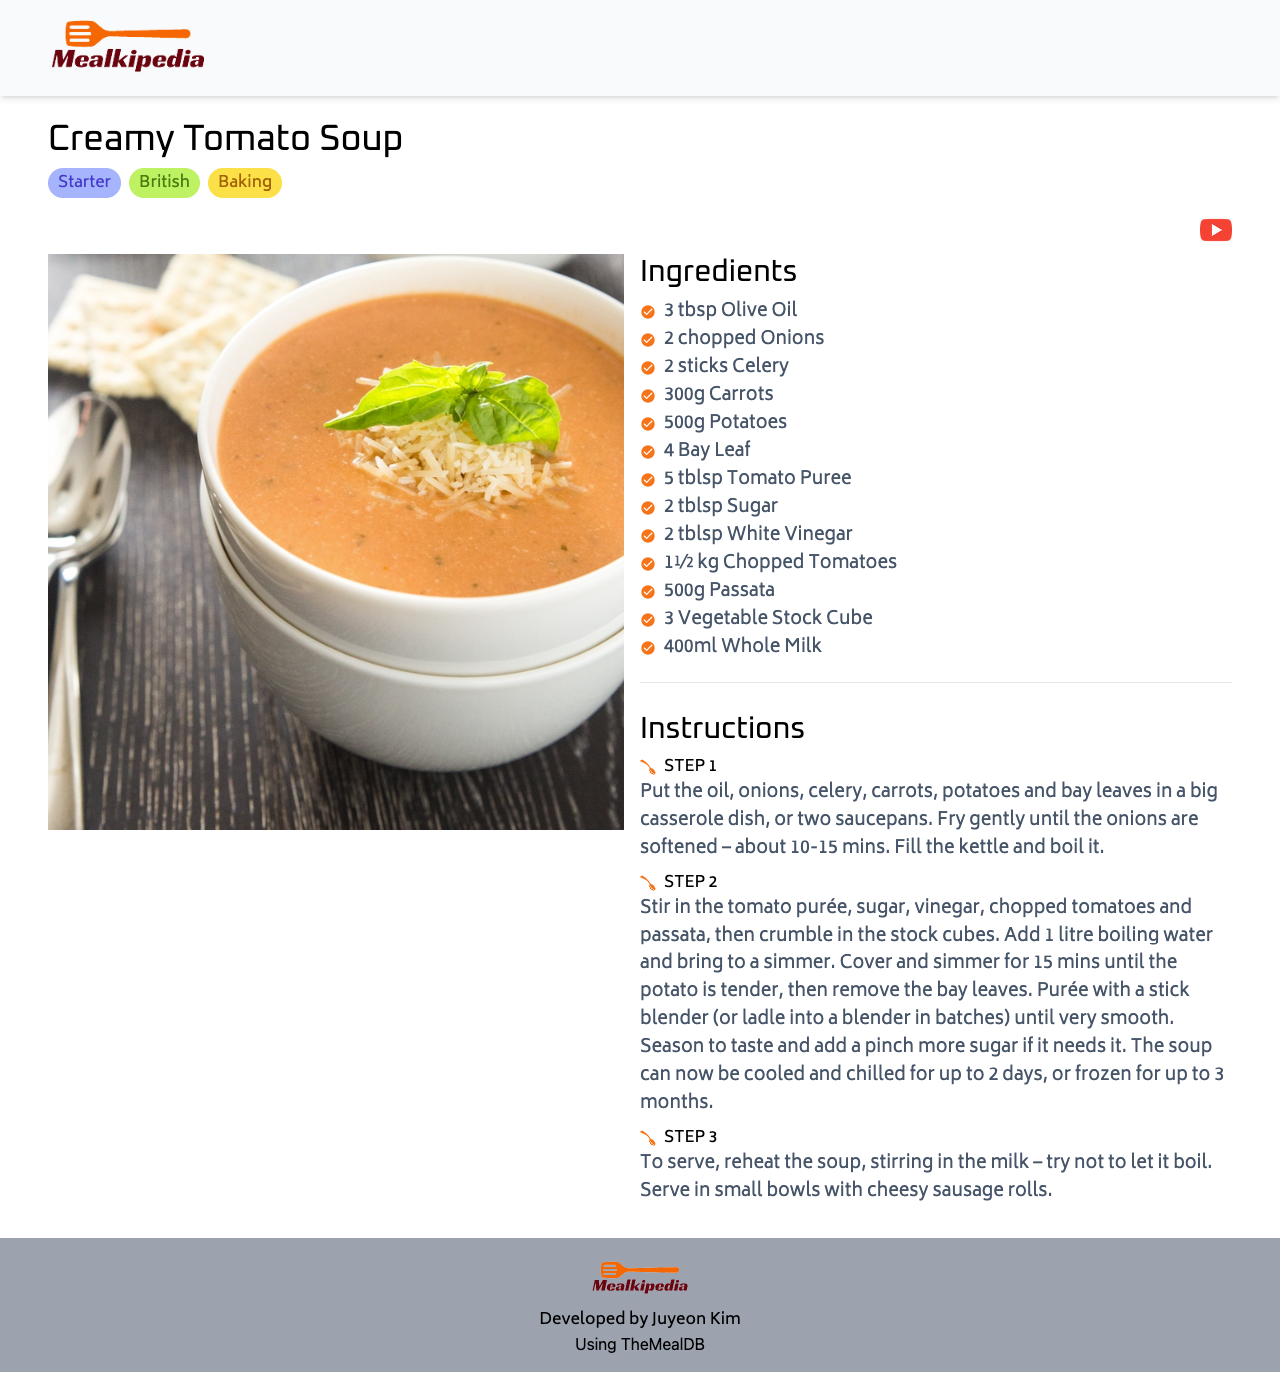 Mealkipedia
Creamy Tomato Soup
Starter British Baking
Ingredients
3 tbsp Olive Oil
2 chopped Onions
2 sticks Celery
300g Carrots
500g Potatoes
4 Bay Leaf
5 tblsp Tomato Puree
2 tblsp Sugar
2 tblsp White Vinegar
1½ kg Chopped Tomatoes
500g Passata
3 Vegetable Stock Cube
400ml Whole Milk
Instructions
STEP 1
Put the oil, onions, celery, carrots, potatoes and bay leaves in a big
casserole dish, or two saucepans. Fry gently until the onions are
softened – about 10-15 mins. Fill the kettle and boil it.
STEP 2
Stir in the tomato purée, sugar, vinegar, chopped tomatoes and
passata, then crumble in the stock cubes. Add 1 litre boiling water
and bring to a simmer. Cover and simmer for 15 mins until the
potato is tender, then remove the bay leaves. Purée with a stick
blender (or ladle into a blender in batches) until very smooth.
Season to taste and add a pinch more sugar if it needs it. The soup
can now be cooled and chilled for up to 2 days, or frozen for up to 3
months.
STEP 3
To serve, reheat the soup, stirring in the milk – try not to let it boil.
Serve in small bowls with cheesy sausage rolls.
Mealkipedia
Developed by Juyeon Kim
Using TheMealDB